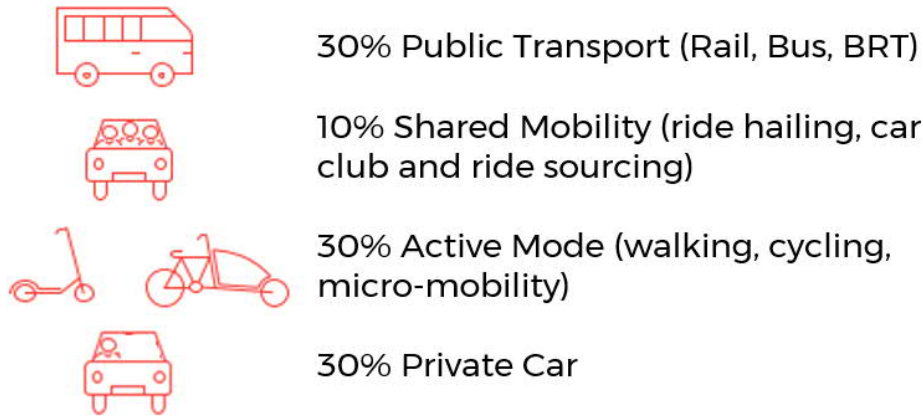 30% Public Transport (Rail, Bus, BRT)
10% Shared Mobility (ride hailing, car
club and ride sourcing)
30% Active Mode (walking, cycling,
micro-mobility)
30% Private Car